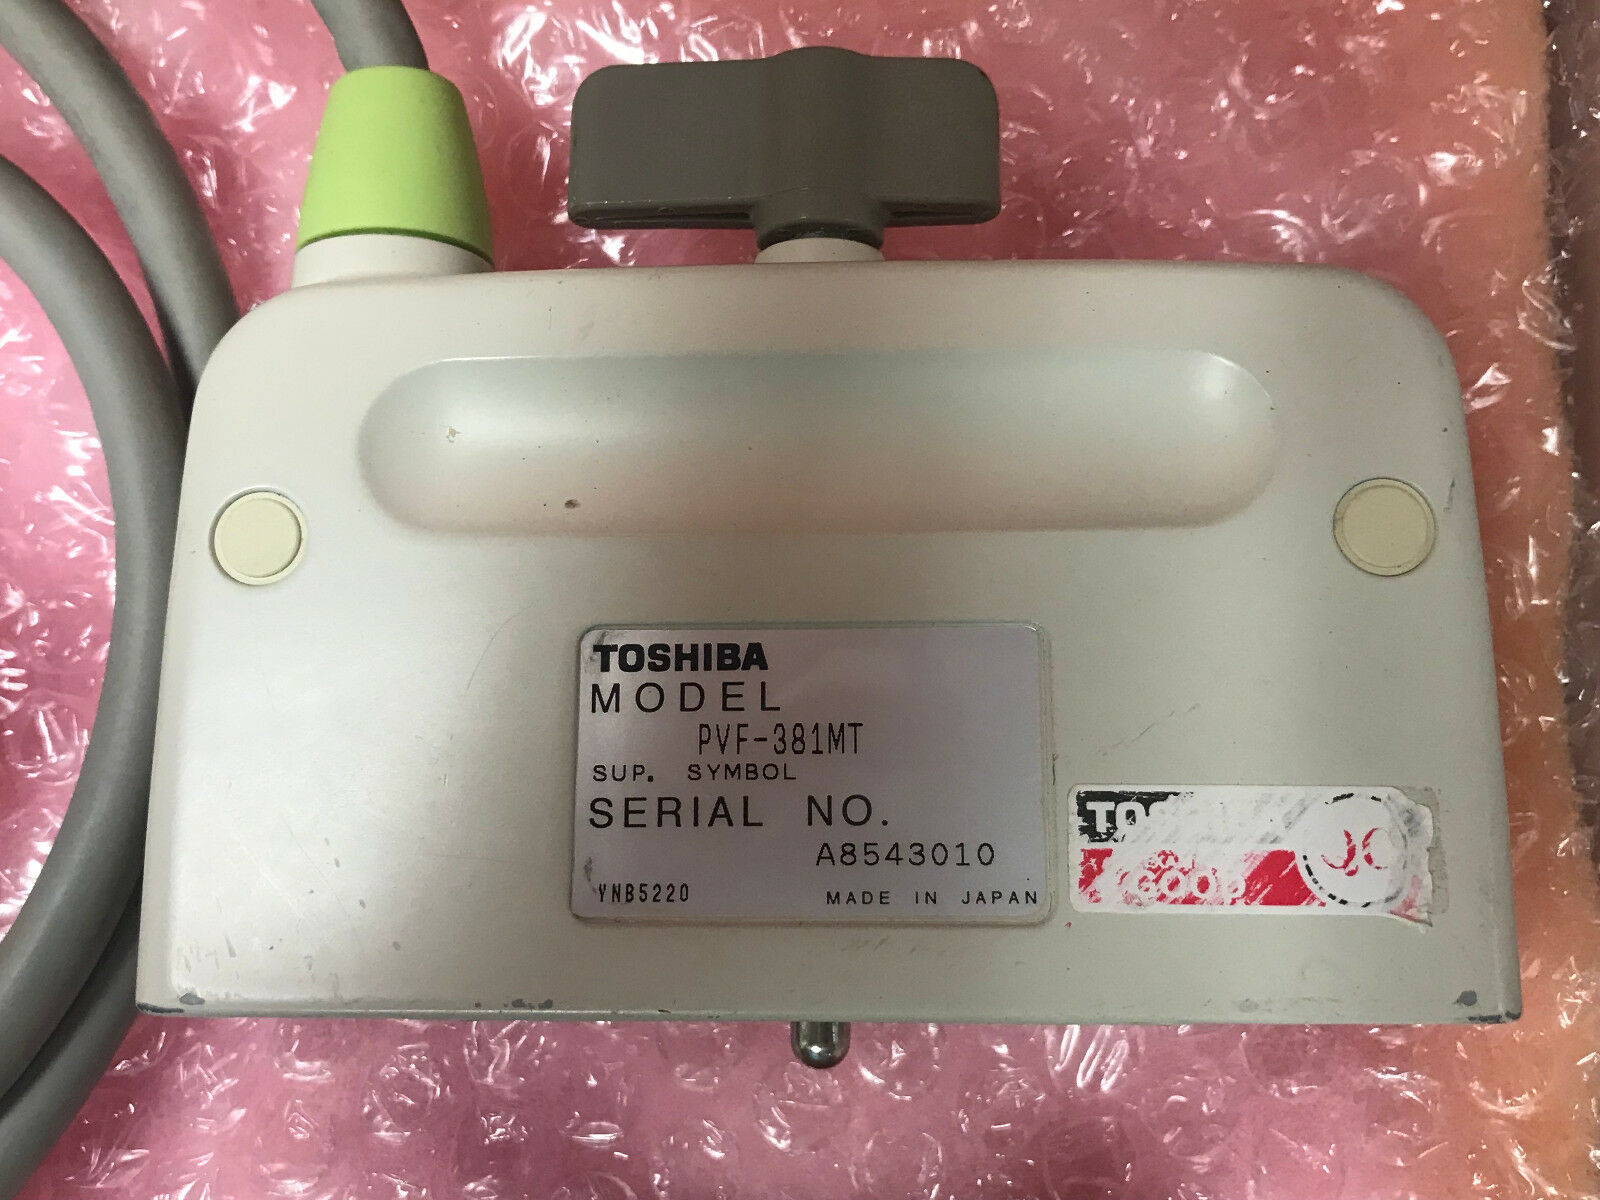 TOSHIBA
MODEL
PVF-381MT
SUP. SYMBOL
SERIAL NO.
A8543010
YNB5220 MADE IN JAPAN